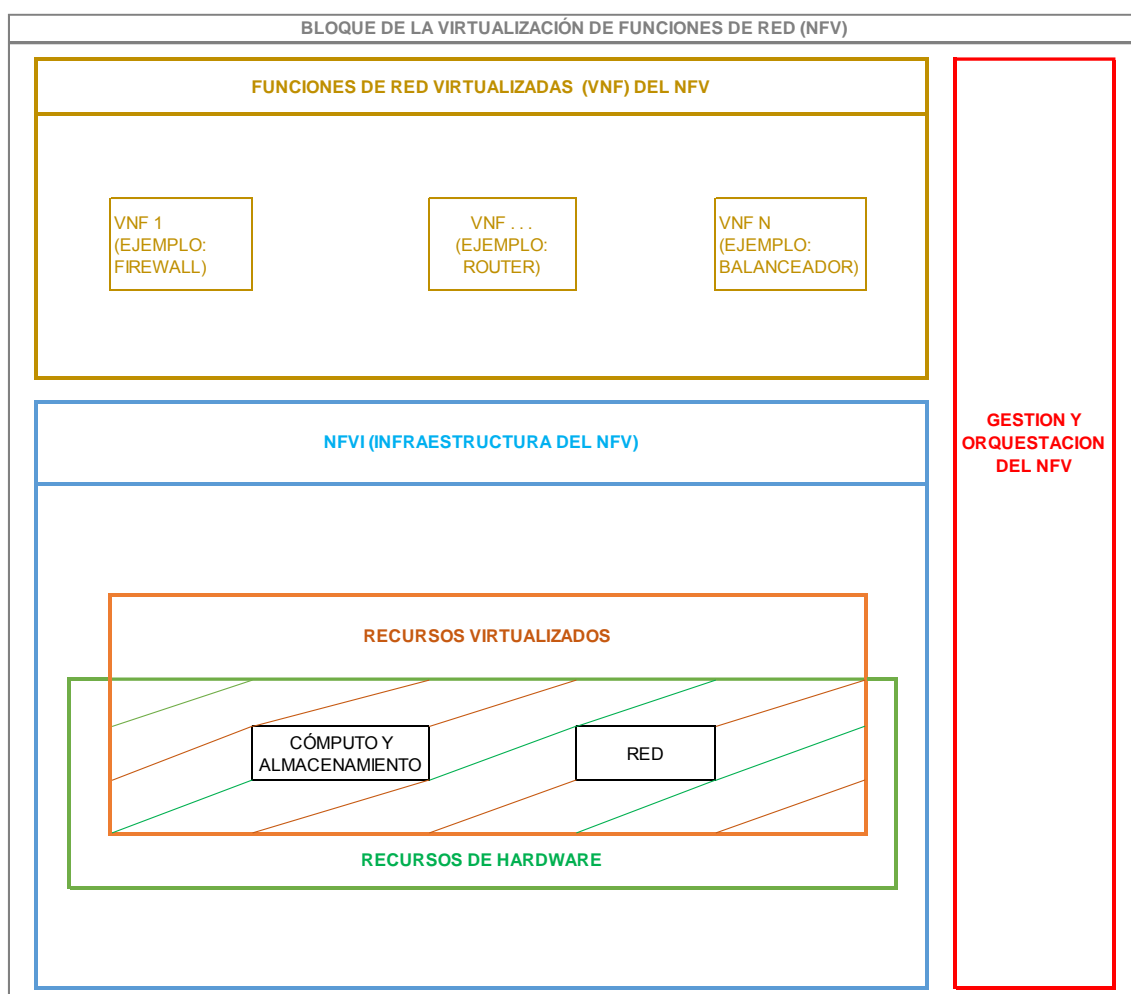 BLOQUE DE LA VIRTUALIZACIÓN DE FUNCIONES DE RED (NFV)
FUNCIONES DE RED VIRTUALIZADAS (VNF) DEL NFV
VNF 1
(EJEMPLO:
FIREWALL)
VNF . . .
(EJEMPLO:
ROUTER)
VNF N
(EJEMPLO:
BALANCEADOR)
NFVI (INFRAESTRUCTURA DEL NFV)
RECURSOS VIRTUALIZADOS
CÓMPUTO Y
ALMACENAMIENTO
RED
RECURSOS DE HARDWARE
GESTION Y
ORQUESTACION
DEL NFV